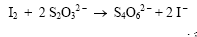 I₂ + 2 S₂O₃²⁻ → S₄O₆²⁻ + 2 I⁻